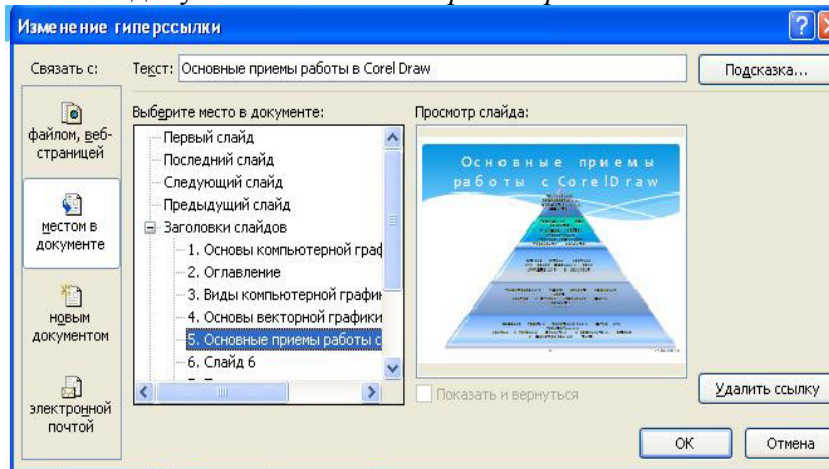 Изменение гиперссылки
Связать с:
Текст: Основные приемы работы в Corel Draw
Подсказка...
файлом, веб-
страницей
местом в
документе
новым
документом
электронной
почтой
Выберите место в документе:
Первый слайд
Последний слайд
Следующий слайд
Предыдущий слайд
Заголовки слайдов
1. Основы компьютерной граф
2. Оглавление
3. Виды компьютерной график
4. Основы векторной графики
5. Основные приемы работы с
6. Слайд 6
Просмотр слайда:
Основные приемы
работы с CorelDraw
Показать и вернуться
Удалить ссылку
ОК
Отмена